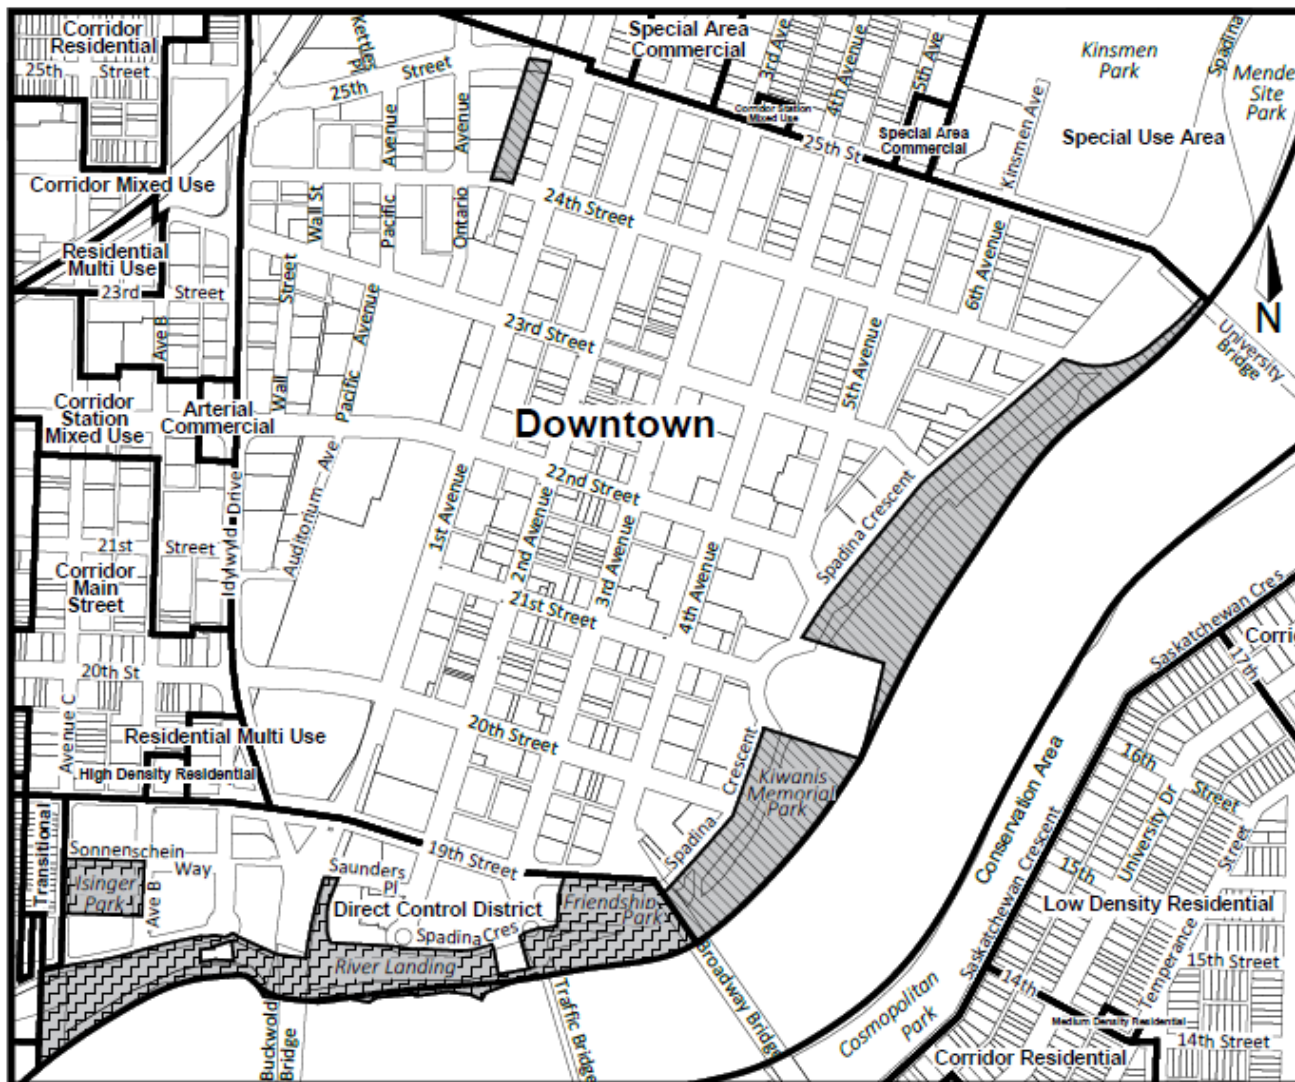 Corridor
Residential
25th
Street
Kettles
Pl
25th
Street
Special Area
Commercial
3rd Ave
4th Avenue
5th Ave
Kinsmen
Park
Spadina
Mende
Site
Park
Corridor Station
Mixed Use
25th St
Special Area
Commercial
Kinsmen Ave
Special Use Area
Corridor Mixed Use
Wall St
Pacific
Avenue
Ontario
Avenue
24th Street
Residential
Multi Use
23rd
Street
Ave B
Wall
Street
Pacific
Avenue
23rd Street
6th Avenue
5th Avenue
N
University
Bridge
Corridor
Station
Mixed Use
Arterial
Commercial
Downtown
22nd Street
Idylwyld
Drive
Auditorium
Ave
1st Avenue
2nd Avenue
3rd Avenue
4th Avenue
Spadina Crescent
21st
Street
Corridor
Main
Street
21st Street
Saskatchewan Cres
Corri
17th
20th St
Avenue C
20th Street
Residential Multi Use
High Density Residential
Spadina
Crescent
Kiwanis
Memorial
Park
16th
Street
University Dr
Street
Conservation Area
Saskatchewan Crescent
15th
Transitional
Sonnenschein
Way
Isinger
Park
Ave B
19th Street
Saunders
Pl
Direct Control District
Spadina Cres
Friendship
Park
River Landing
Low Density Residential
Temperance
15th Street
14th
Medium Density Residential
14th Street
Buckwold
Bridge
Traffic Bridge
Broadway Bridge
Cosmopolitan
Park
Corridor Residential